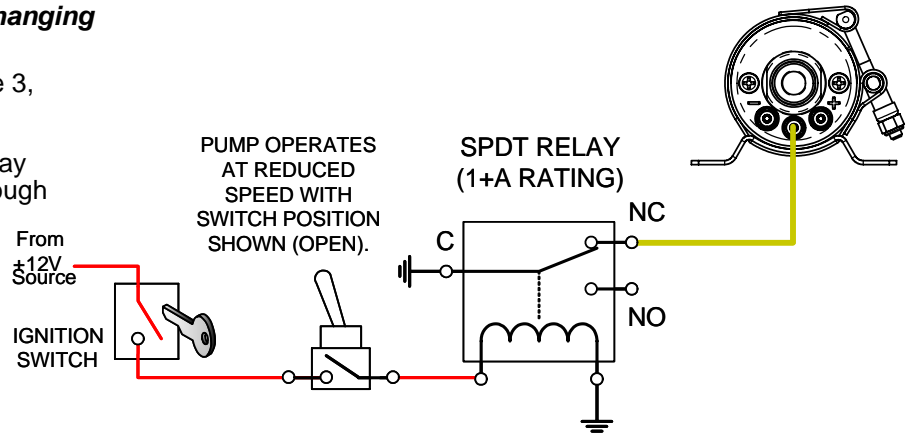 hanging
e 3,
ay
ough
PUMP OPERATES
AT REDUCED
SPEED WITH
SWITCH POSITION
SHOWN (OPEN).
SPDT RELAY
(1+A RATING)
NC
C
NO
From
+12V
Source
IGNITION
SWITCH
- +